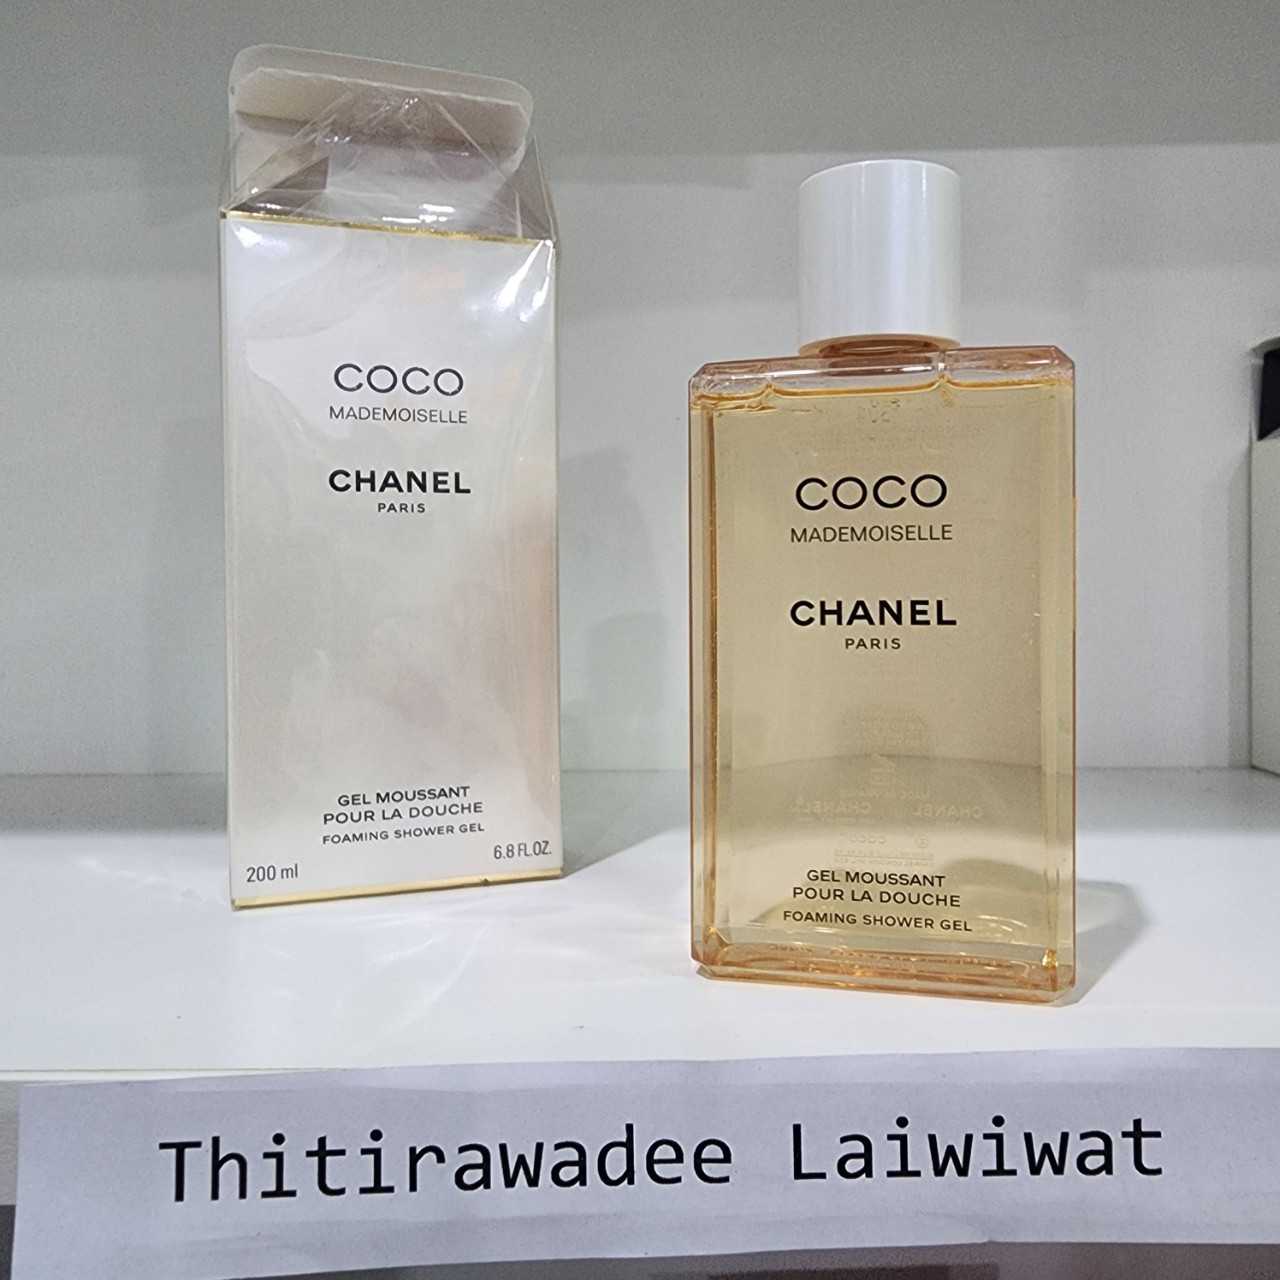 COCO
MADEMOISELLE
CHANEL
PARIS
GEL MOUSSANT
POUR LA DOUCHE
FOAMING SHOWER GEL
200 ml
6.8 FL.OZ.
COCO
MADEMOISELLE
CHANEL
PARIS
GEL MOUSSANT
POUR LA DOUCHE
FOAMING SHOWER GEL
Thitirawadee Laiwiwat